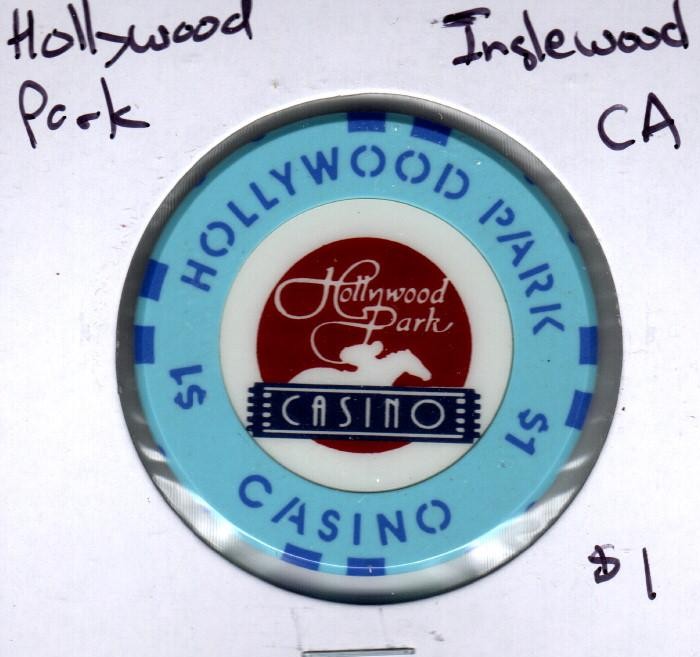 Hollywood Park
Inglewood CA
HOLLYWOOD PARK
$1
$1
Hollywood
Park
CASINO
CASINO
$1